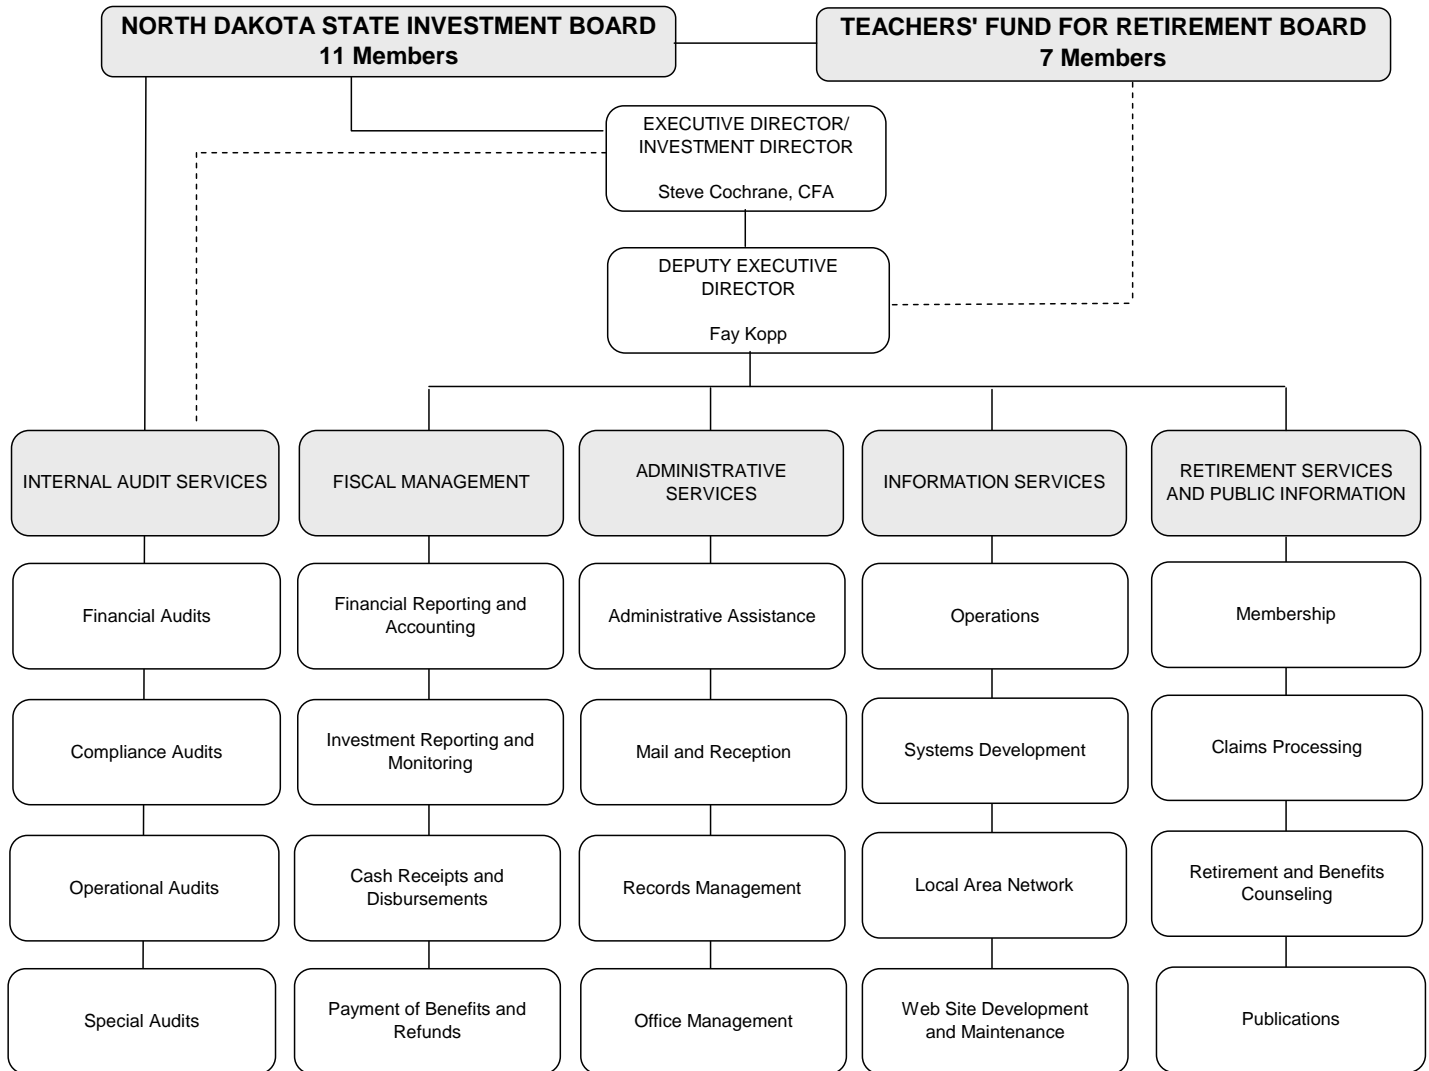 NORTH DAKOTA STATE INVESTMENT BOARD
11 Members
TEACHERS' FUND FOR RETIREMENT BOARD
7 Members
EXECUTIVE DIRECTOR/
INVESTMENT DIRECTOR
Steve Cochrane, CFA
DEPUTY EXECUTIVE
DIRECTOR
Fay Kopp
INTERNAL AUDIT SERVICES
FISCAL MANAGEMENT
ADMINISTRATIVE
SERVICES
INFORMATION SERVICES
RETIREMENT SERVICES
AND PUBLIC INFORMATION
Financial Audits
Financial Reporting and
Accounting
Administrative Assistance
Operations
Membership
Compliance Audits
Investment Reporting and
Monitoring
Mail and Reception
Systems Development
Claims Processing
Operational Audits
Cash Receipts and
Disbursements
Records Management
Local Area Network
Retirement and Benefits
Counseling
Special Audits
Payment of Benefits and
Refunds
Office Management
Web Site Development
and Maintenance
Publications